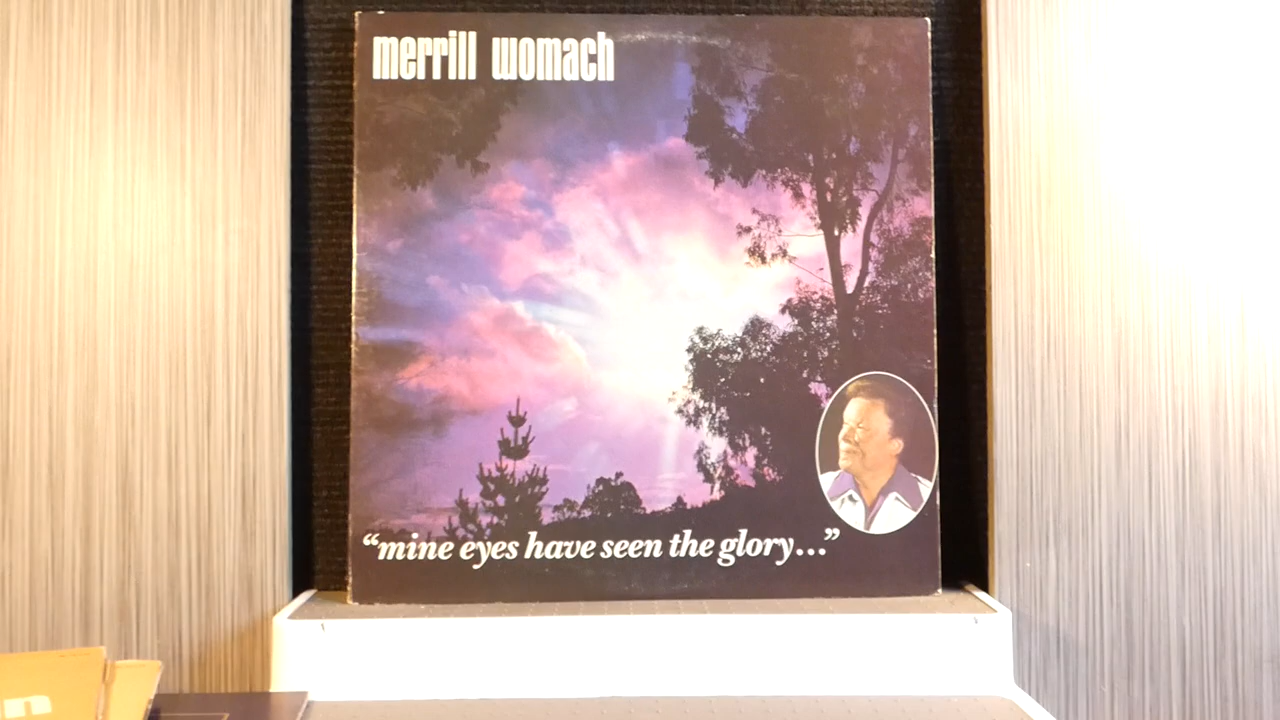 merrill womach
“mine eyes have seen the glory...”
n